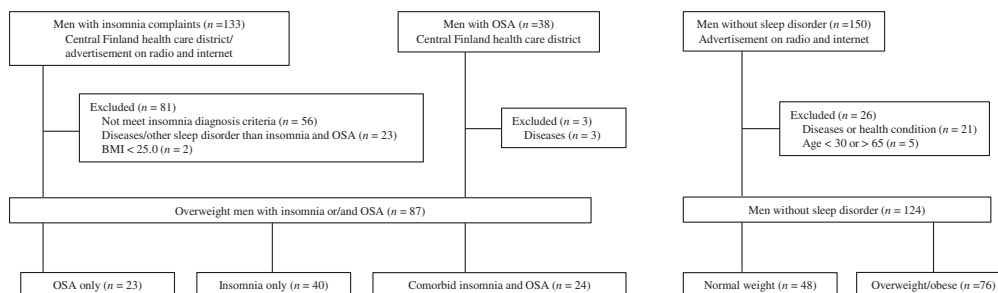 Men with insomnia complaints (n =133)
Central Finland health care district/
advertisement on radio and internet
Men with OSA (n =38)
Central Finland health care district
Men without sleep disorder (n =150)
Advertisement on radio and internet
Excluded (n = 81)
Not meet insomnia diagnosis criteria (n = 56)
Diseases/other sleep disorder than insomnia and OSA (n = 23)
BMI < 25.0 (n = 2)
Excluded (n = 3)
Diseases (n = 3)
Excluded (n = 26)
Diseases or health condition (n = 21)
Age < 30 or > 65 (n = 5)
Overweight men with insomnia or/and OSA (n = 87)
Men without sleep disorder (n = 124)
OSA only (n = 23)
Insomnia only (n = 40)
Comorbid insomnia and OSA (n = 24)
Normal weight (n = 48)
Overweight/obese (n =76)